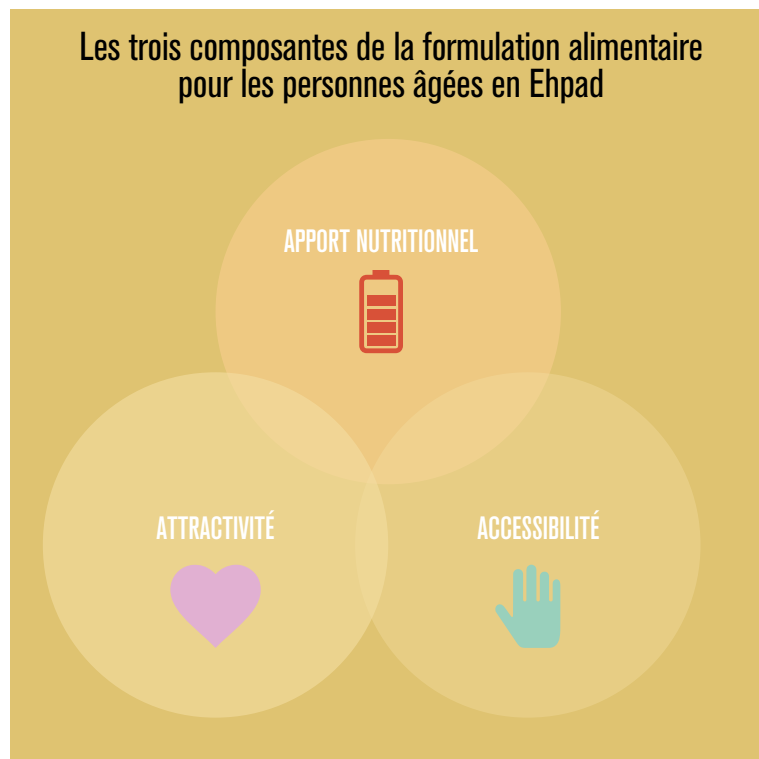 Les trois composantes de la formulation alimentaire
pour les personnes âgées en Ehpad
APPORT NUTRITIONNEL
ATTRACTIVITÉ
ACCESSIBILITÉ